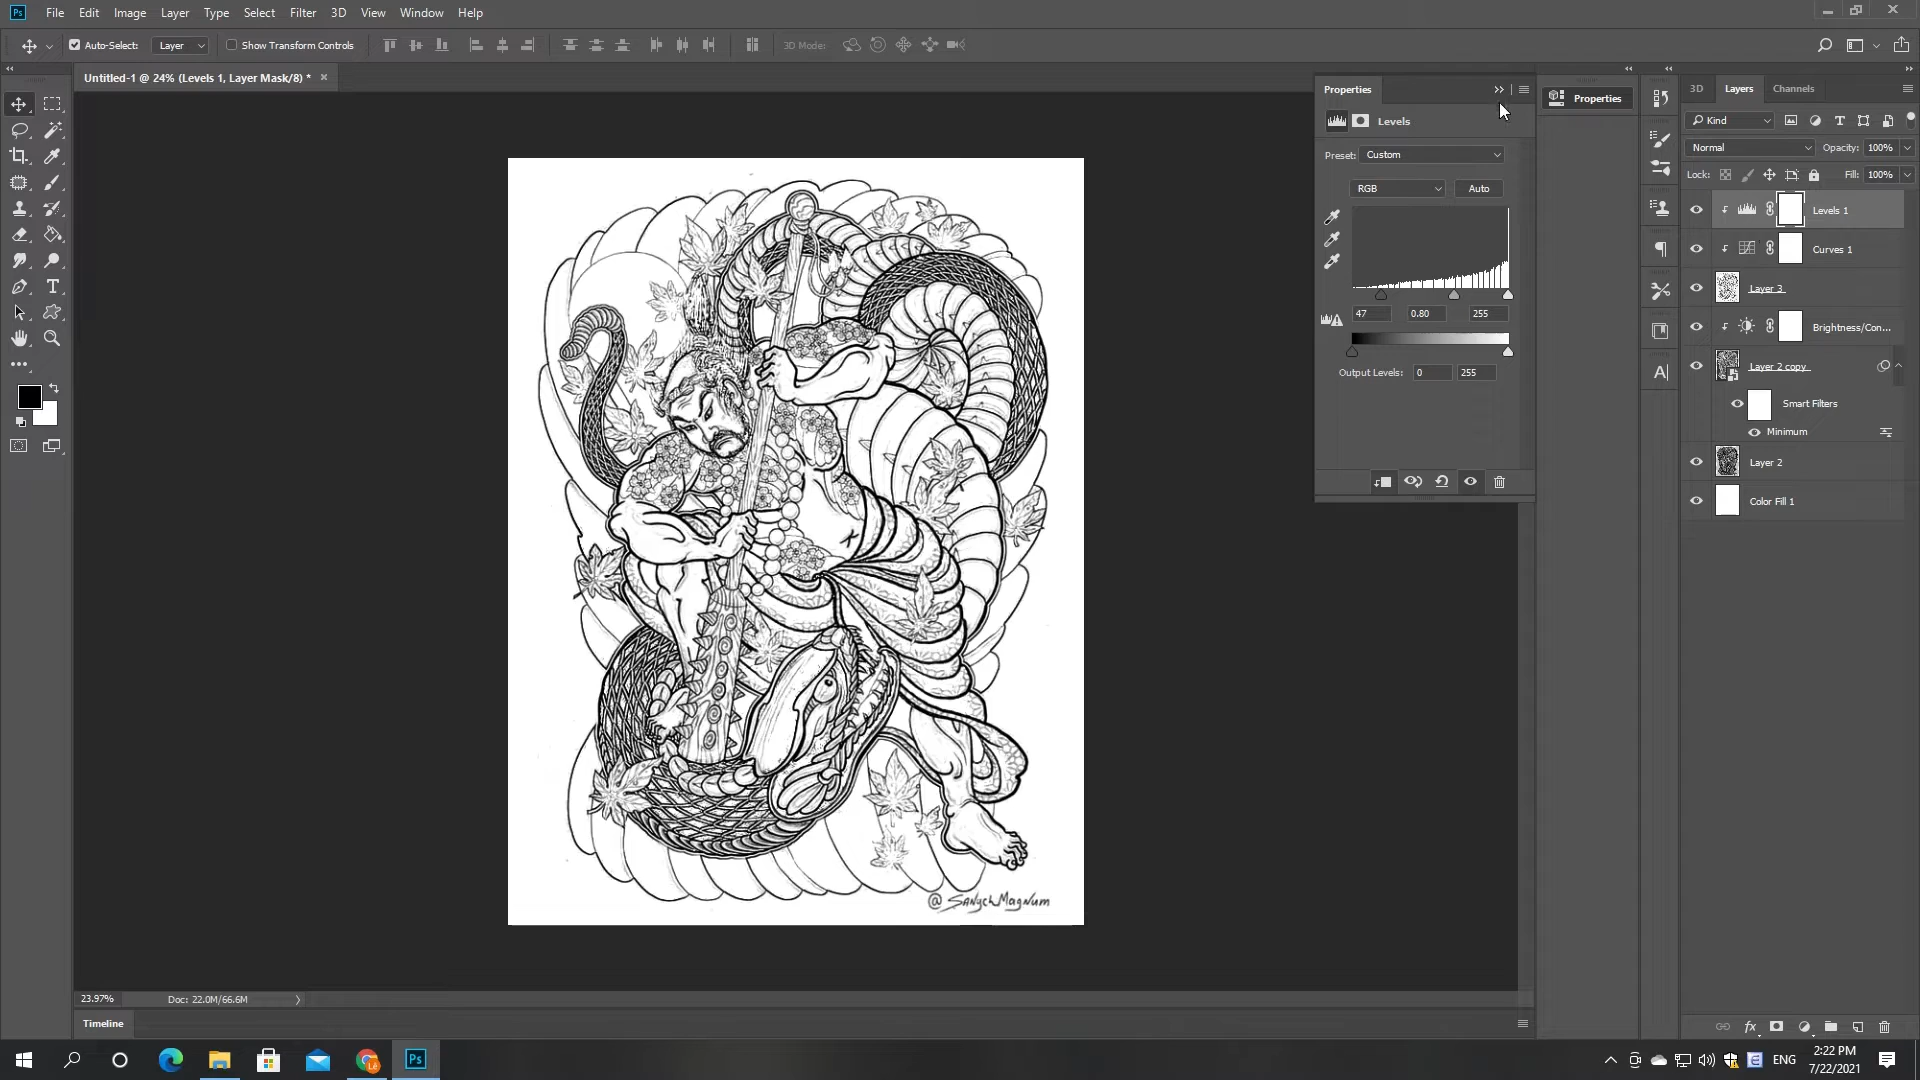 Ps File Edit Image Layer Type Select Filter 3D View Window Help
Auto-Select: Layer Show Transform Controls 3D Mode:
Untitled-1 @ 24% (Levels 1, Layer Mask/8) *
Properties
Levels
Preset: Custom
RGB Auto
47 0.80 255
Output Levels: 0 255
Properties
3D Layers Channels
Kind
Normal Opacity: 100%
Lock: Fill: 100%
Levels 1
Curves 1
Layer 3
Brightness/Con...
Layer 2 copy
Smart Filters
Minimum
Layer 2
Color Fill 1
@SanychMagnum
23.97% Doc: 22.0M/66.6M
Timeline
fx
Ps
ENG
2:22 PM
7/22/2021